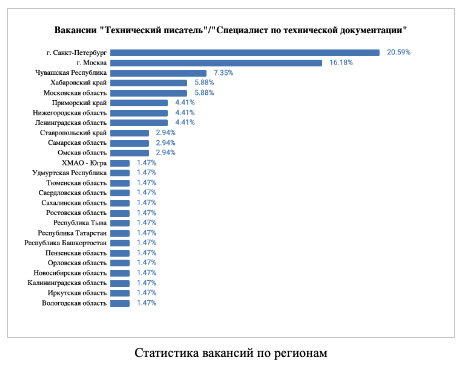 Вакансии "Технический писатель"/"Специалист по технической документации"
г. Санкт-Петербург 20.59%
г. Москва 16.18%
Чувашская Республика 7.35%
Хабаровский край 5.88%
Московская область 5.88%
Приморский край 4.41%
Нижегородская область 4.41%
Ленинградская область 4.41%
Ставропольский край 2.94%
Самарская область 2.94%
Омская область 2.94%
ХМАО - Югра 1.47%
Удмуртская Республика 1.47%
Тюменская область 1.47%
Свердловская область 1.47%
Сахалинская область 1.47%
Ростовская область 1.47%
Республика Тыва 1.47%
Республика Татарстан 1.47%
Республика Башкортостан 1.47%
Пензенская область 1.47%
Орловская область 1.47%
Новосибирская область 1.47%
Калининградская область 1.47%
Иркутская область 1.47%
Вологодская область 1.47%
Статистика вакансий по регионам